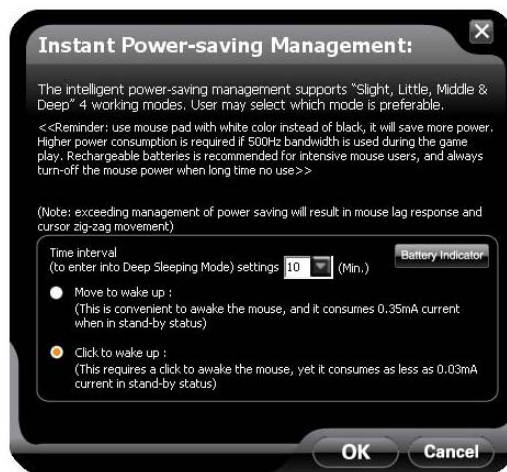 Instant Power-saving Management:
The intelligent power-saving management supports "Slight, Little, Middle &
Deep" 4 working modes. User may select which mode is preferable.
<<Reminder: use mouse pad with white color instead of black, it will save more power.
Higher power consumption is required if 500Hz bandwidth is used during the game
play. Rechargeable batteries is recommended for intensive mouse users, and always
turn-off the mouse power when long time no use>>
(Note: exceeding management of power saving will result in mouse lag response and
cursor zig-zag movement)
Time interval
(to enter into Deep Sleeping Mode) settings 10 (Min.)
Battery Indicator
Move to wake up :
(This is convenient to awake the mouse, and it consumes 0.35mA current
when in stand-by status)
Click to wake up :
(This requires a click to awake the mouse, yet it consumes as less as 0.03mA
current in stand-by status)
OK Cancel